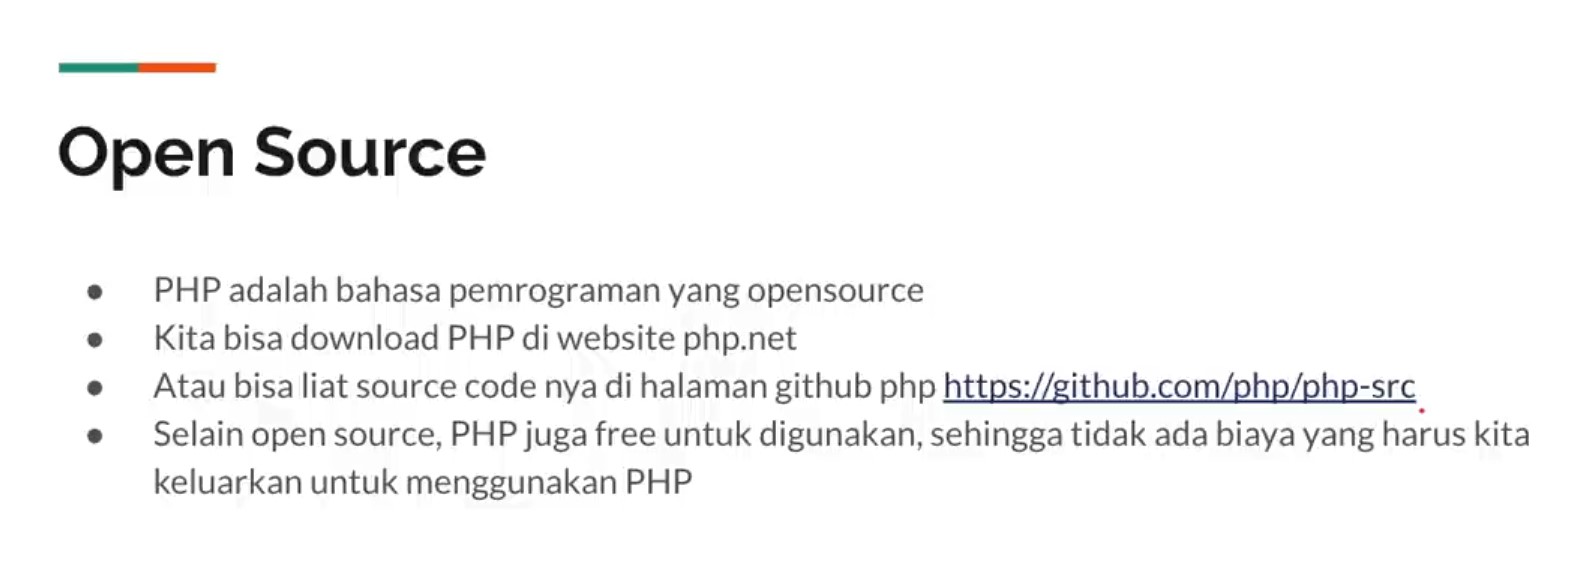 Open Source
● PHP adalah bahasa pemrograman yang opensource
● Kita bisa download PHP di website php.net
● Atau bisa liat source code nya di halaman github php https://github.com/php/php-src
● Selain open source, PHP juga free untuk digunakan, sehingga tidak ada biaya yang harus kita
keluarkan untuk menggunakan PHP